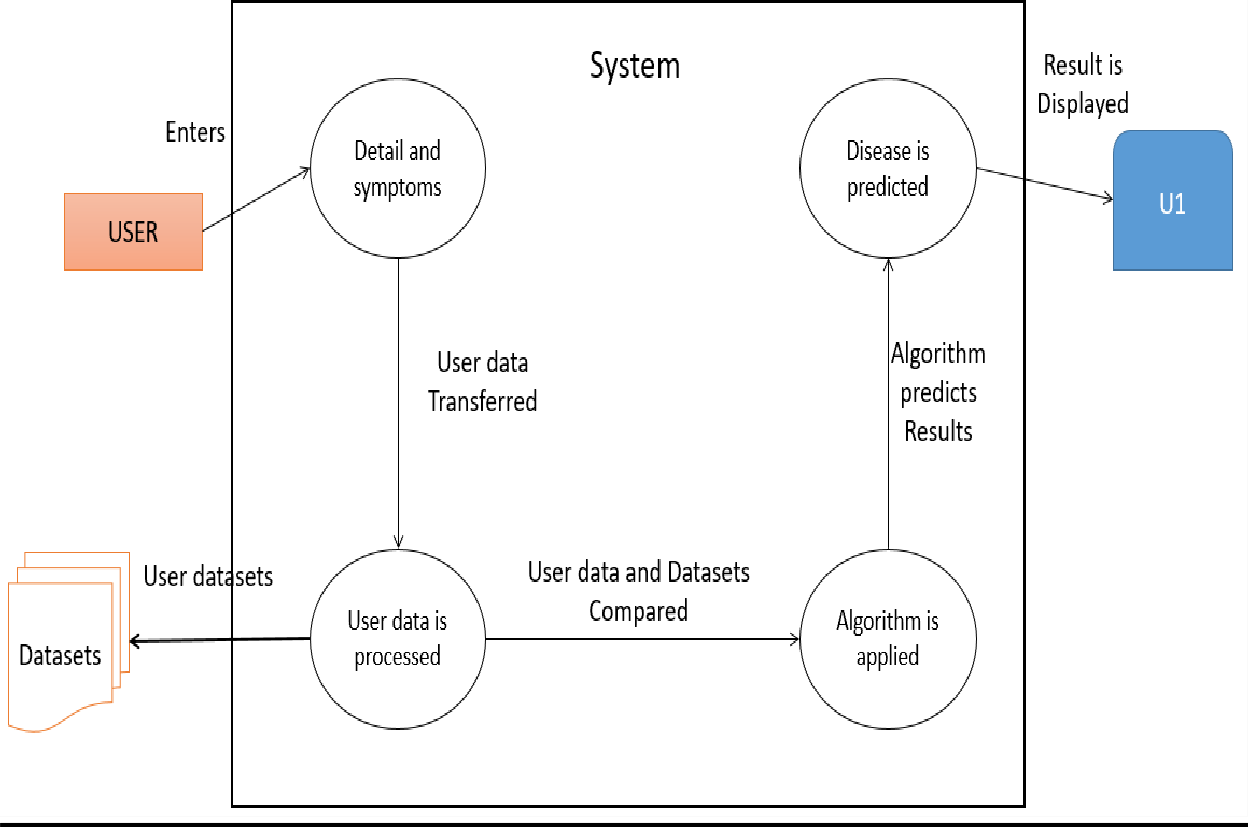 System
Enters
USER
Detail and
symptoms
Disease is
predicted
Result is
Displayed
U1
User data
Transferred
Algorithm
predicts
Results
Datasets
User datasets
User data is
processed
User data and Datasets
Compared
Algorithm is
applied